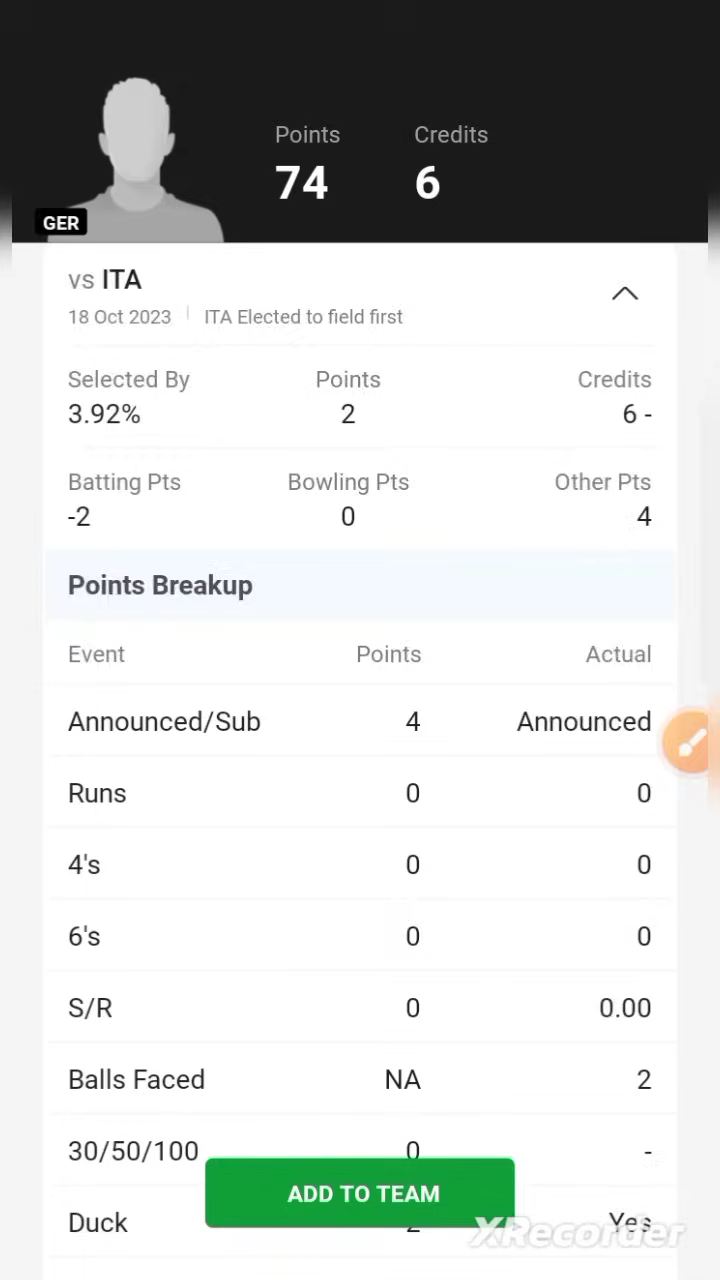 Points Credits
74 6
GER
vs ITA
18 Oct 2023 ITA Elected to field first
Selected By Points Credits
3.92% 2 6 -
Batting Pts Bowling Pts Other Pts
-2 0 4
Points Breakup
Event Points Actual
Announced/Sub 4 Announced
Runs 0 0
4's 0 0
6's 0 0
S/R 0 0.00
Balls Faced NA 2
30/50/100 0 -
ADD TO TEAM
Duck Yes
XRecorder